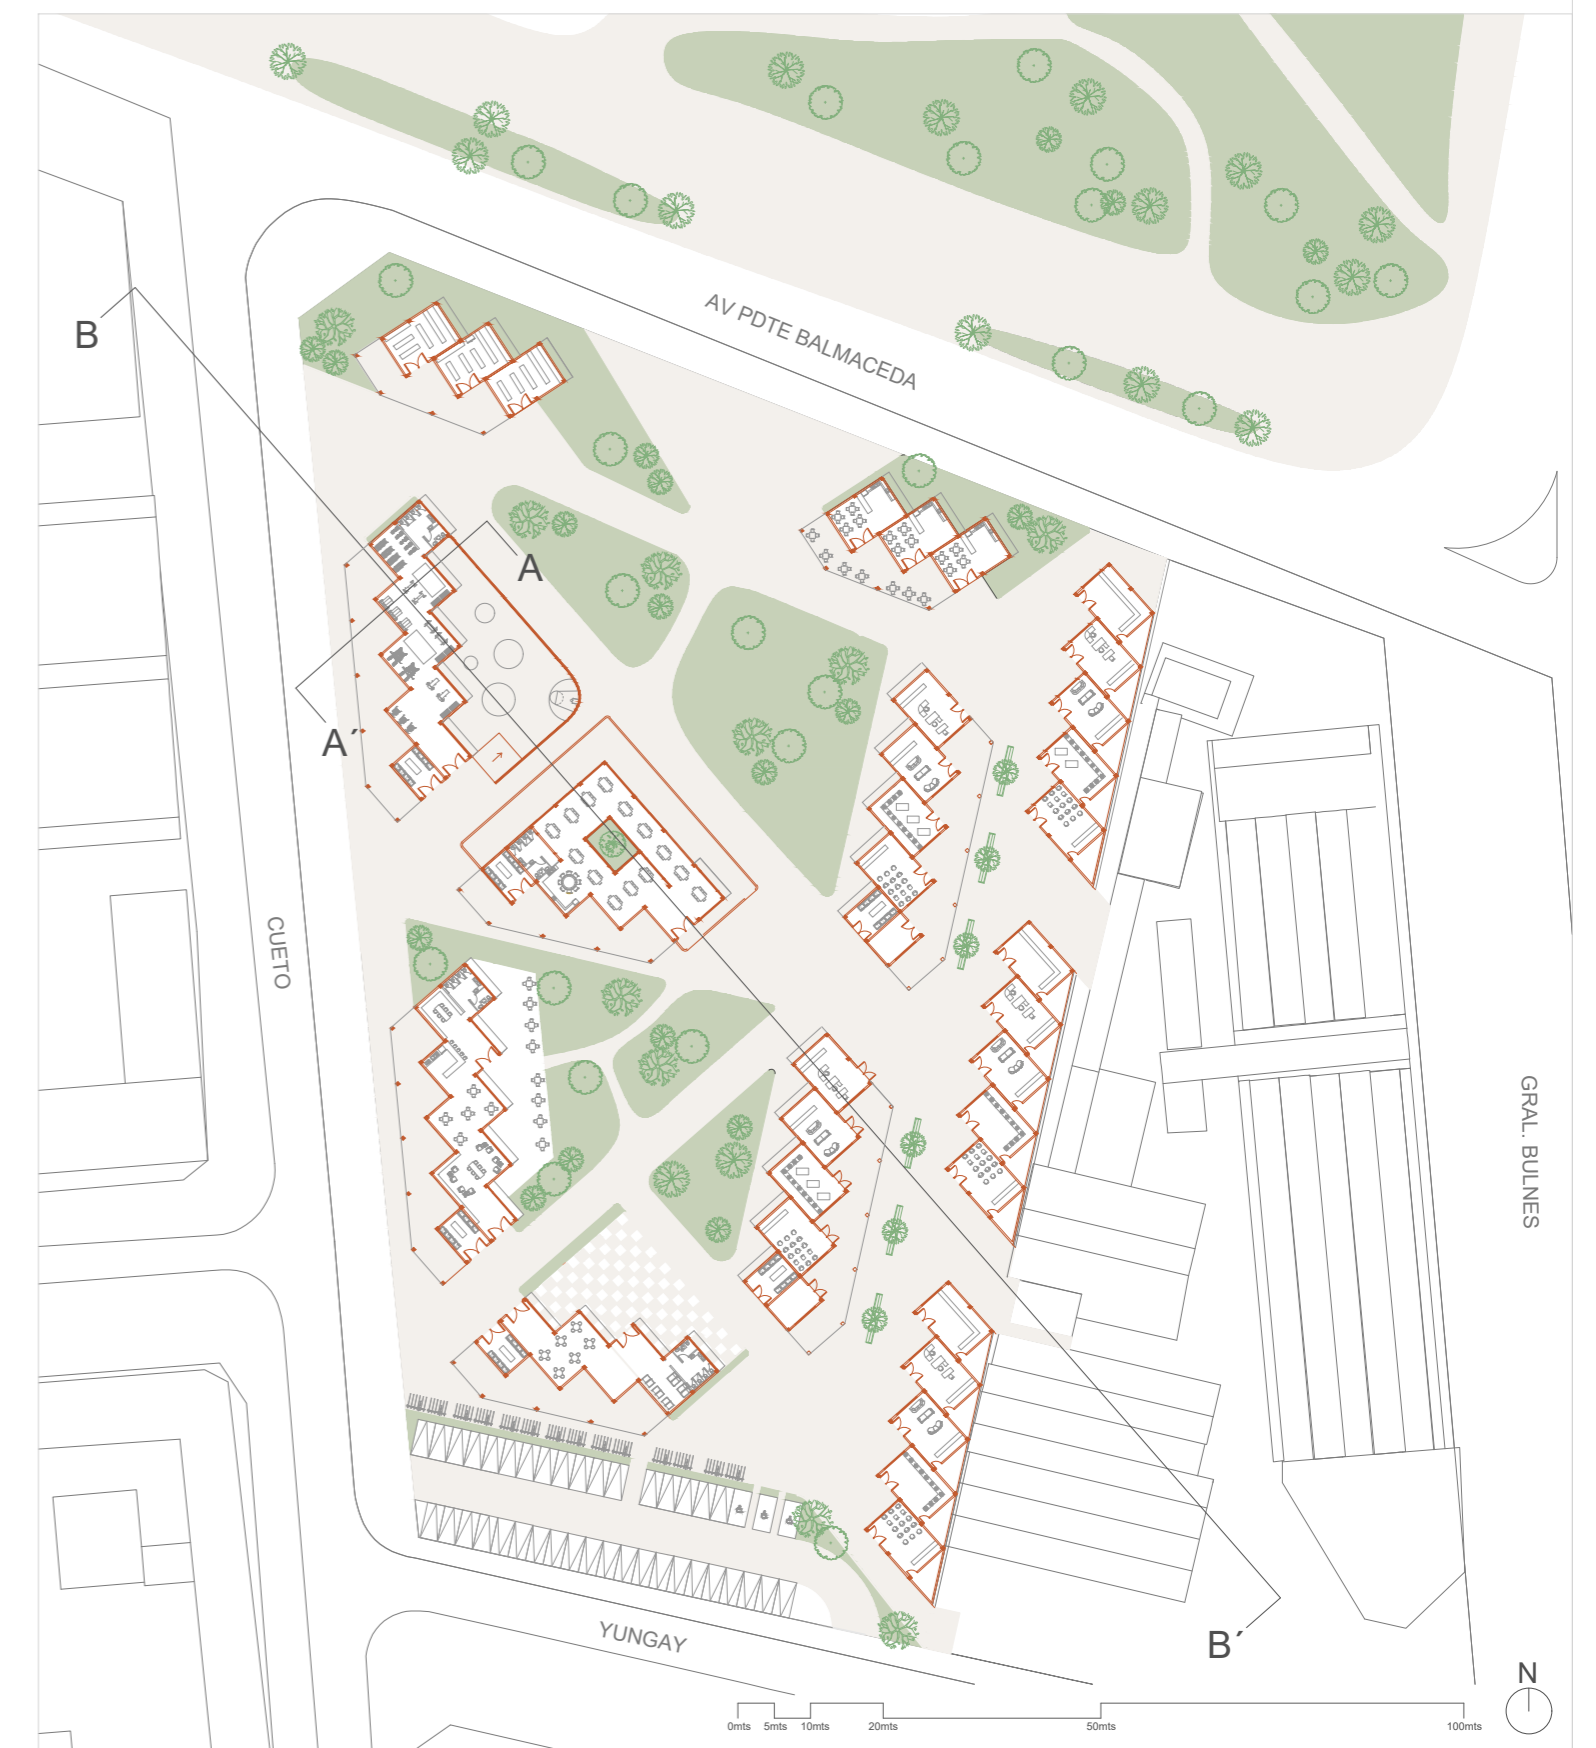 AV PDTE BALMACEDA
B
A
A´
CUETO
GRAL. BULNES
YUNGAY
B´
N
0mts 5mts 10mts 20mts 50mts 100mts